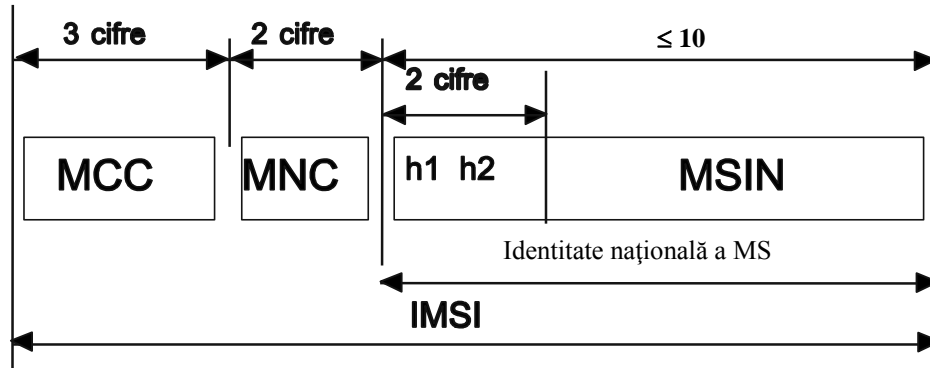 3 cifre 2 cifre ≤ 10
2 cifre
MCC MNC h1 h2 MSIN
Identitate naţională a MS
IMSI